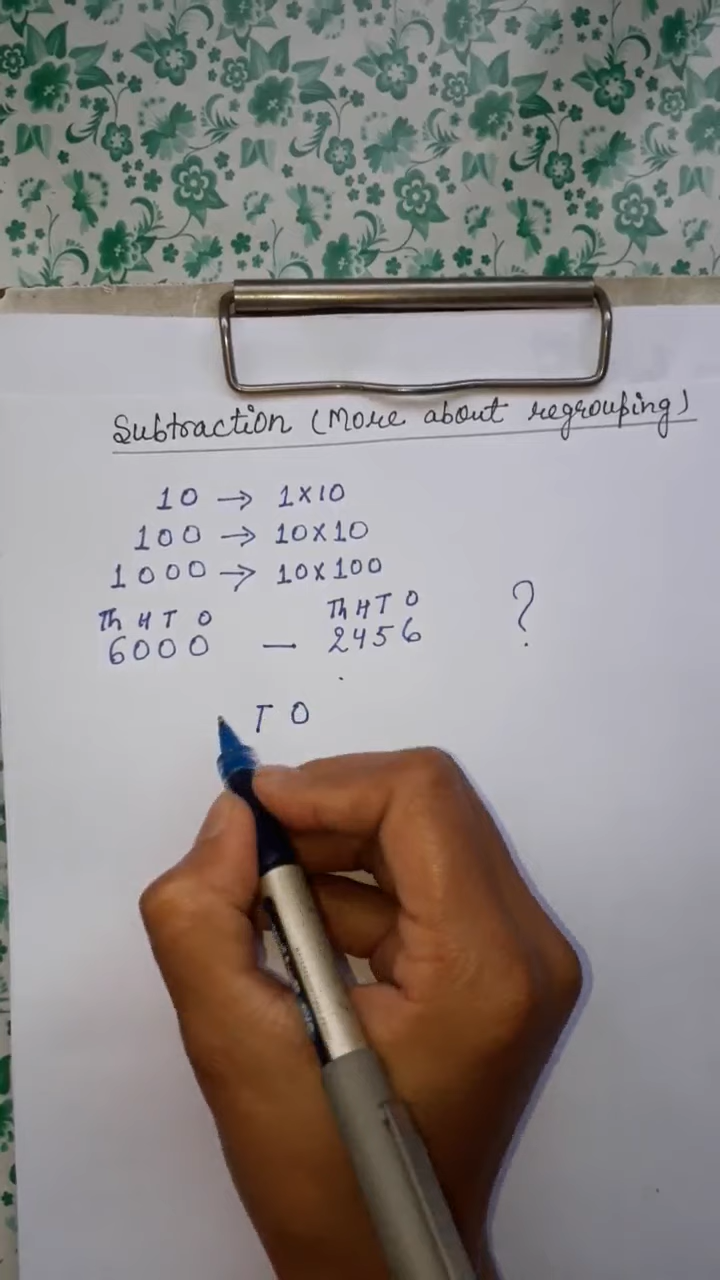 Subtraction (More about regrouping)
10 → 1×10
100 → 10×10
1000 → 10×100
Th H T O Th H T O
6000 — 2456 ?
T O